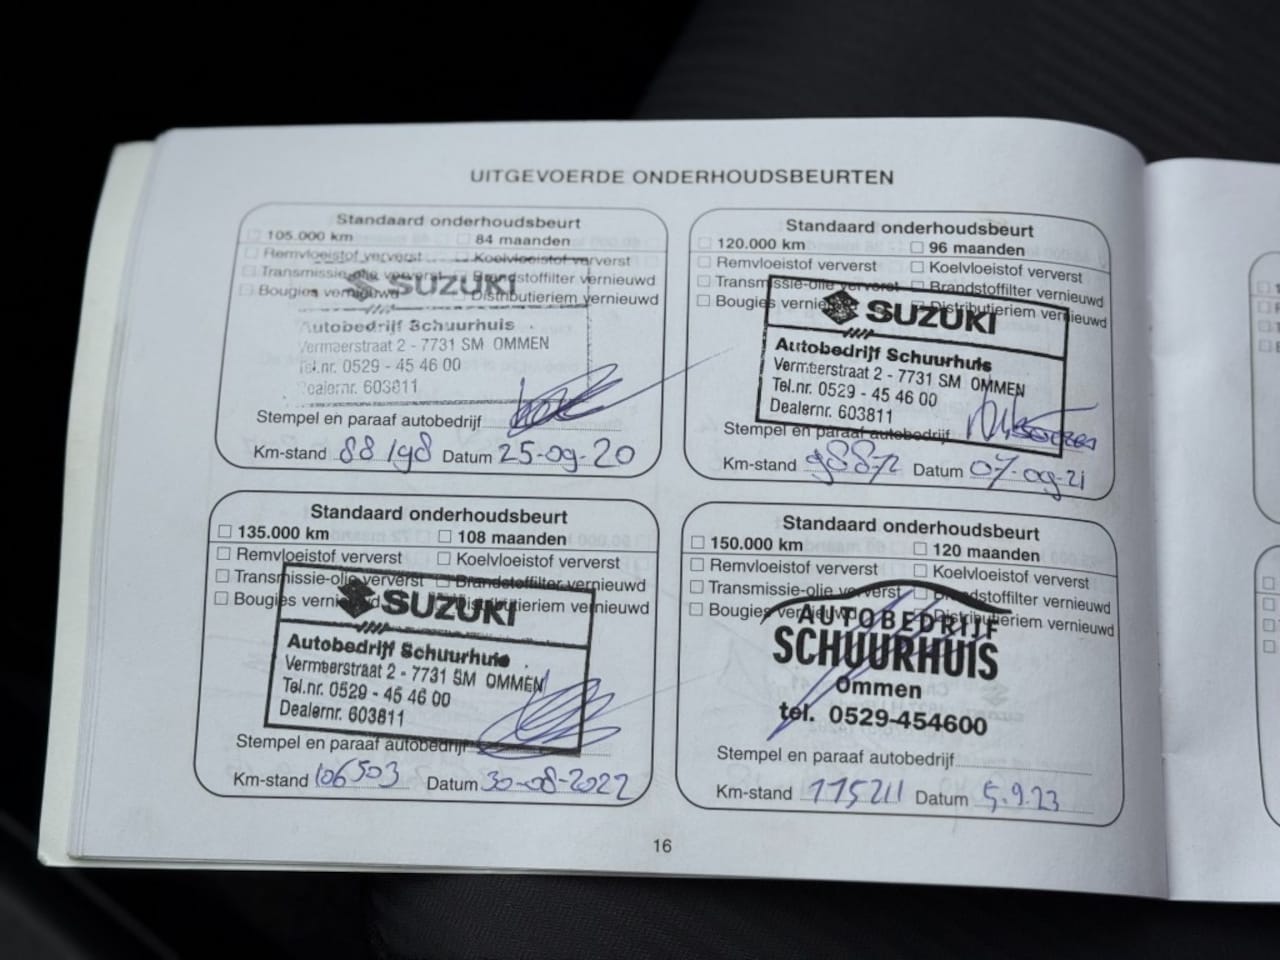 UITGEVOERDE ONDERHOUDSBEURTEN
Standaard onderhoudsbeurt
105.000 km 84 maanden
Remvloeistof ververst Koelvloeistof ververst
Transmissie-olie ververst Brandstoffilter vernieuwd
Bougies vernieuwd Distributieriem vernieuwd
SUZUKI
Autobedrijf Schuurhuis
Vermeerstraat 2 - 7731 SM OMMEN
Tel.nr. 0529 - 45 46 00
Dealernr. 603811
Stempel en paraaf autobedrijf
Km-stand 88198 Datum 25-09-20
Standaard onderhoudsbeurt
120.000 km 96 maanden
Remvloeistof ververst Koelvloeistof ververst
Transmissie-olie ververst Brandstoffilter vernieuwd
Bougies vernieuwd Distributieriem vernieuwd
SUZUKI
Autobedrijf Schuurhuis
Vermeerstraat 2 - 7731 SM OMMEN
Tel.nr. 0529 - 45 46 00
Dealernr. 603811
Stempel en paraaf autobedrijf
Km-stand 98872 Datum 07-09-21
Standaard onderhoudsbeurt
135.000 km 108 maanden
Remvloeistof ververst Koelvloeistof ververst
Transmissie-olie ververst Brandstoffilter vernieuwd
Bougies vernieuwd Distributieriem vernieuwd
SUZUKI
Autobedrijf Schuurhuis
Vermeerstraat 2 - 7731 SM OMMEN
Tel.nr. 0529 - 45 46 00
Dealernr. 603811
Stempel en paraaf autobedrijf
Km-stand 106503 Datum 30-08-2022
Standaard onderhoudsbeurt
150.000 km 120 maanden
Remvloeistof ververst Koelvloeistof ververst
Transmissie-olie ververst Brandstoffilter vernieuwd
Bougies vernieuwd Distributieriem vernieuwd
AUTOBEDRIJF
SCHUURHUIS
Ommen
tel. 0529-454600
Stempel en paraaf autobedrijf
Km-stand 115211 Datum 5.9.23
16